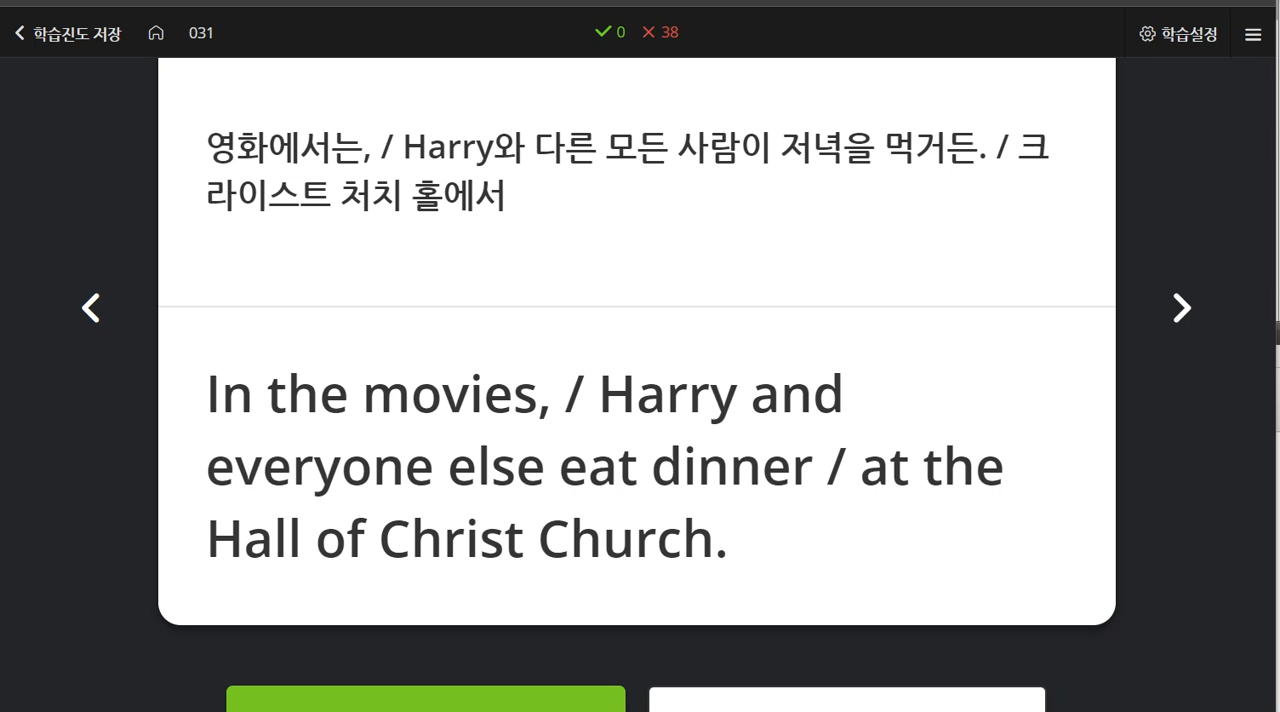 학습진도 저장 031 0 38 학습설정
영화에서는, / Harry와 다른 모든 사람이 저녁을 먹거든. / 크
라이스트 처치 홀에서
In the movies, / Harry and
everyone else eat dinner / at the
Hall of Christ Church.